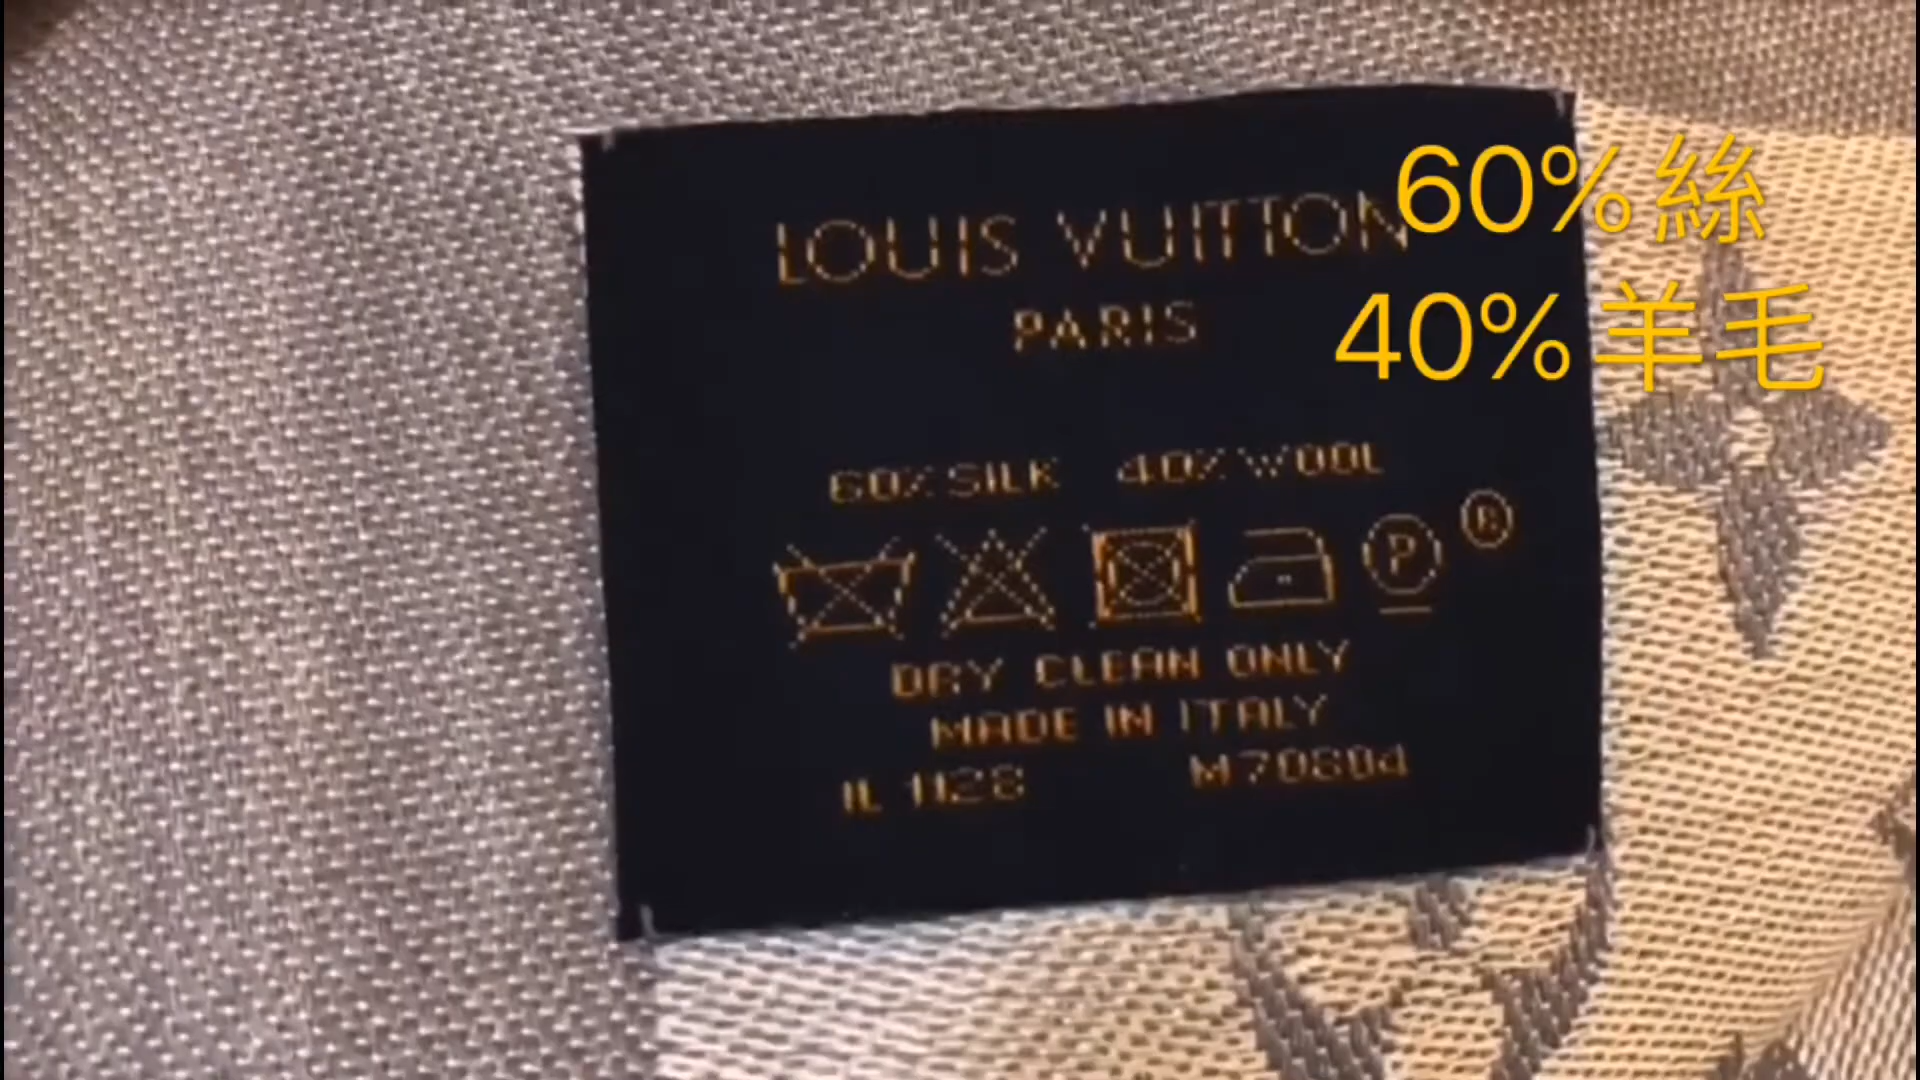 LOUIS VUITTON
PARIS
60%絲
40%羊毛
60% SILK 40% WOOL
P ®
DRY CLEAN ONLY
MADE IN ITALY
IL 1128 M70804